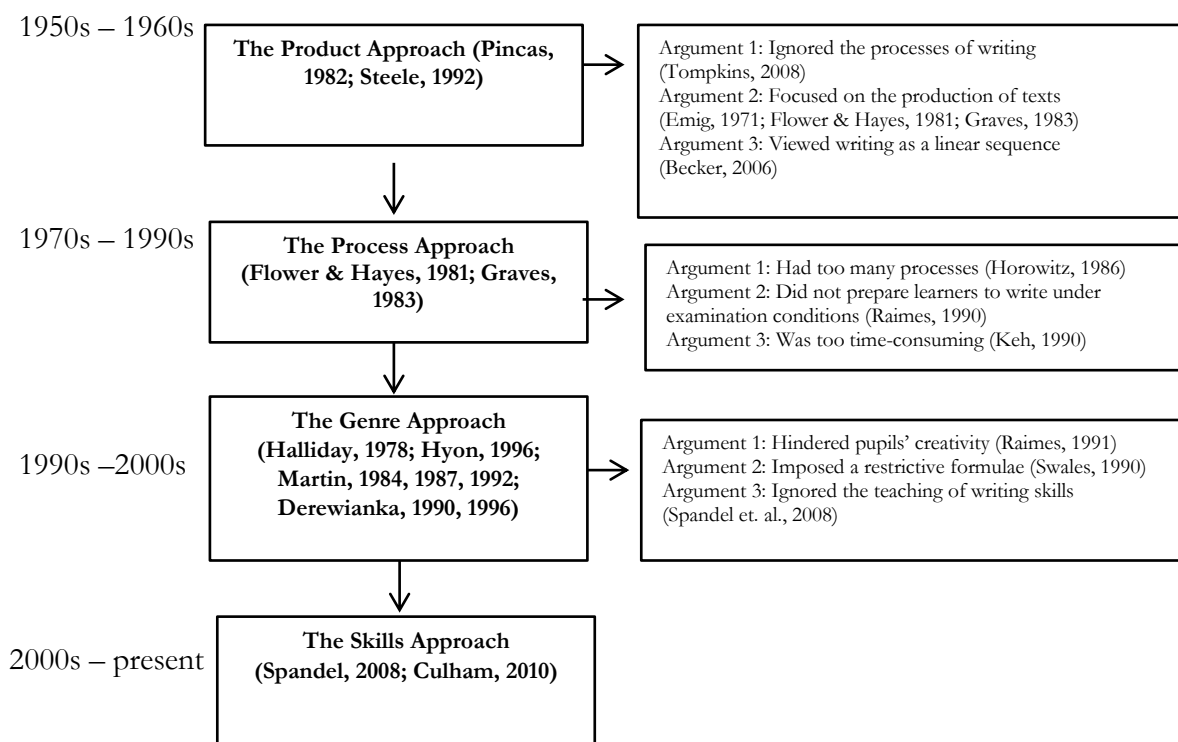 1950s – 1960s
The Product Approach (Pincas,
1982; Steele, 1992)
Argument 1: Ignored the processes of writing
(Tompkins, 2008)
Argument 2: Focused on the production of texts
(Emig, 1971; Flower & Hayes, 1981; Graves, 1983)
Argument 3: Viewed writing as a linear sequence
(Becker, 2006)
1970s – 1990s
The Process Approach
(Flower & Hayes, 1981; Graves,
1983)
Argument 1: Had too many processes (Horowitz, 1986)
Argument 2: Did not prepare learners to write under
examination conditions (Raimes, 1990)
Argument 3: Was too time-consuming (Keh, 1990)
1990s –2000s
The Genre Approach
(Halliday, 1978; Hyon, 1996;
Martin, 1984, 1987, 1992;
Derewianka, 1990, 1996)
Argument 1: Hindered pupils’ creativity (Raimes, 1991)
Argument 2: Imposed a restrictive formulae (Swales, 1990)
Argument 3: Ignored the teaching of writing skills
(Spandel et. al., 2008)
2000s – present
The Skills Approach
(Spandel, 2008; Culham, 2010)